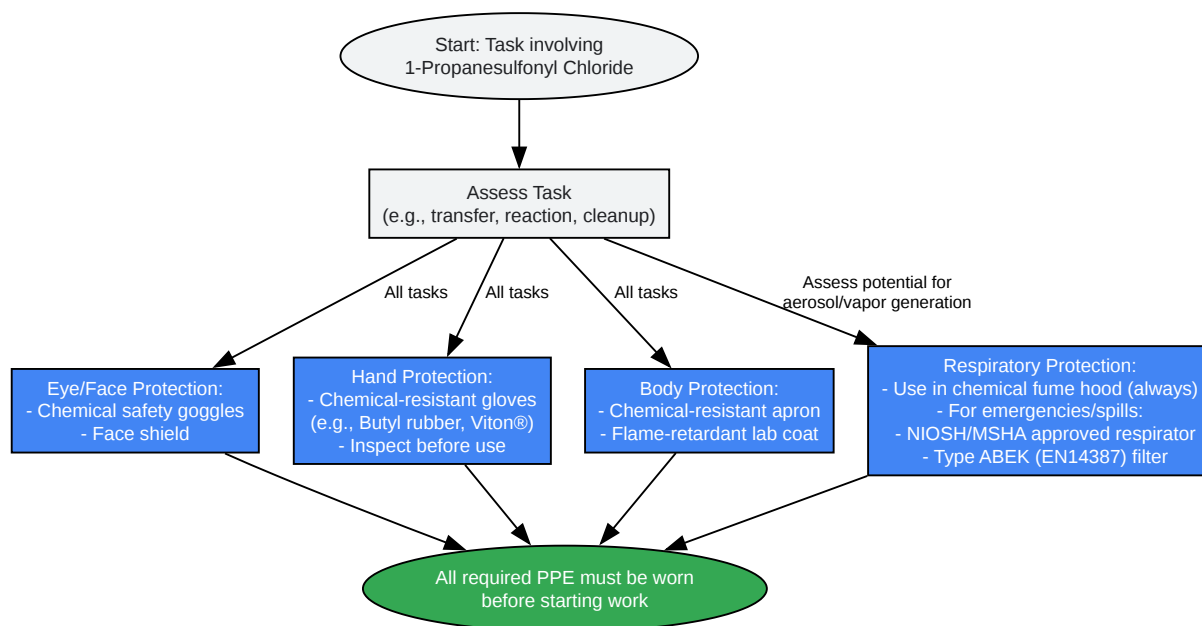 Start: Task involving
1-Propanesulfonyl Chloride
Assess Task
(e.g., transfer, reaction, cleanup)
All tasks
All tasks
All tasks
Assess potential for
aerosol/vapor generation
Eye/Face Protection:
- Chemical safety goggles
- Face shield
Hand Protection:
- Chemical-resistant gloves
(e.g., Butyl rubber, Viton®)
- Inspect before use
Body Protection:
- Chemical-resistant apron
- Flame-retardant lab coat
Respiratory Protection:
- Use in chemical fume hood (always)
- For emergencies/spills:
- NIOSH/MSHA approved respirator
- Type ABEK (EN14387) filter
All required PPE must be worn
before starting work